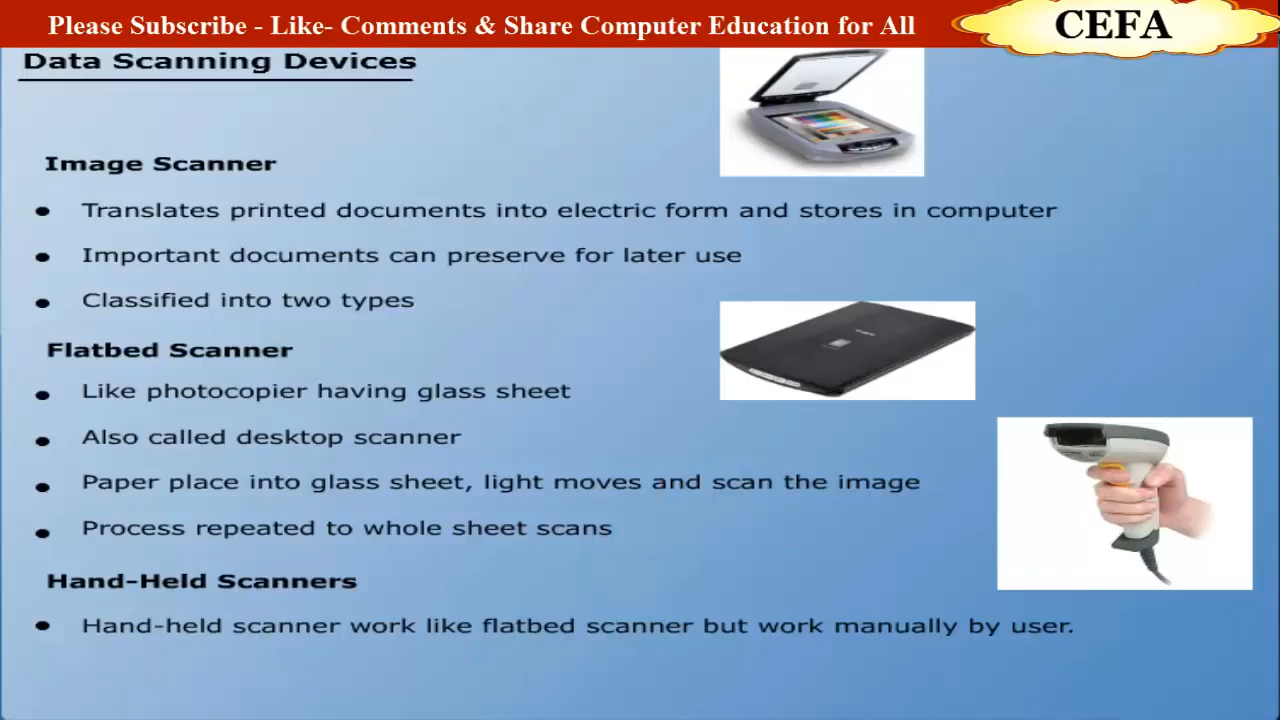 Please Subscribe - Like- Comments & Share Computer Education for All
CEFA
Data Scanning Devices
Image Scanner
Translates printed documents into electric form and stores in computer
Important documents can preserve for later use
Classified into two types
Flatbed Scanner
Like photocopier having glass sheet
Also called desktop scanner
Paper place into glass sheet, light moves and scan the image
Process repeated to whole sheet scans
Hand-Held Scanners
Hand-held scanner work like flatbed scanner but work manually by user.